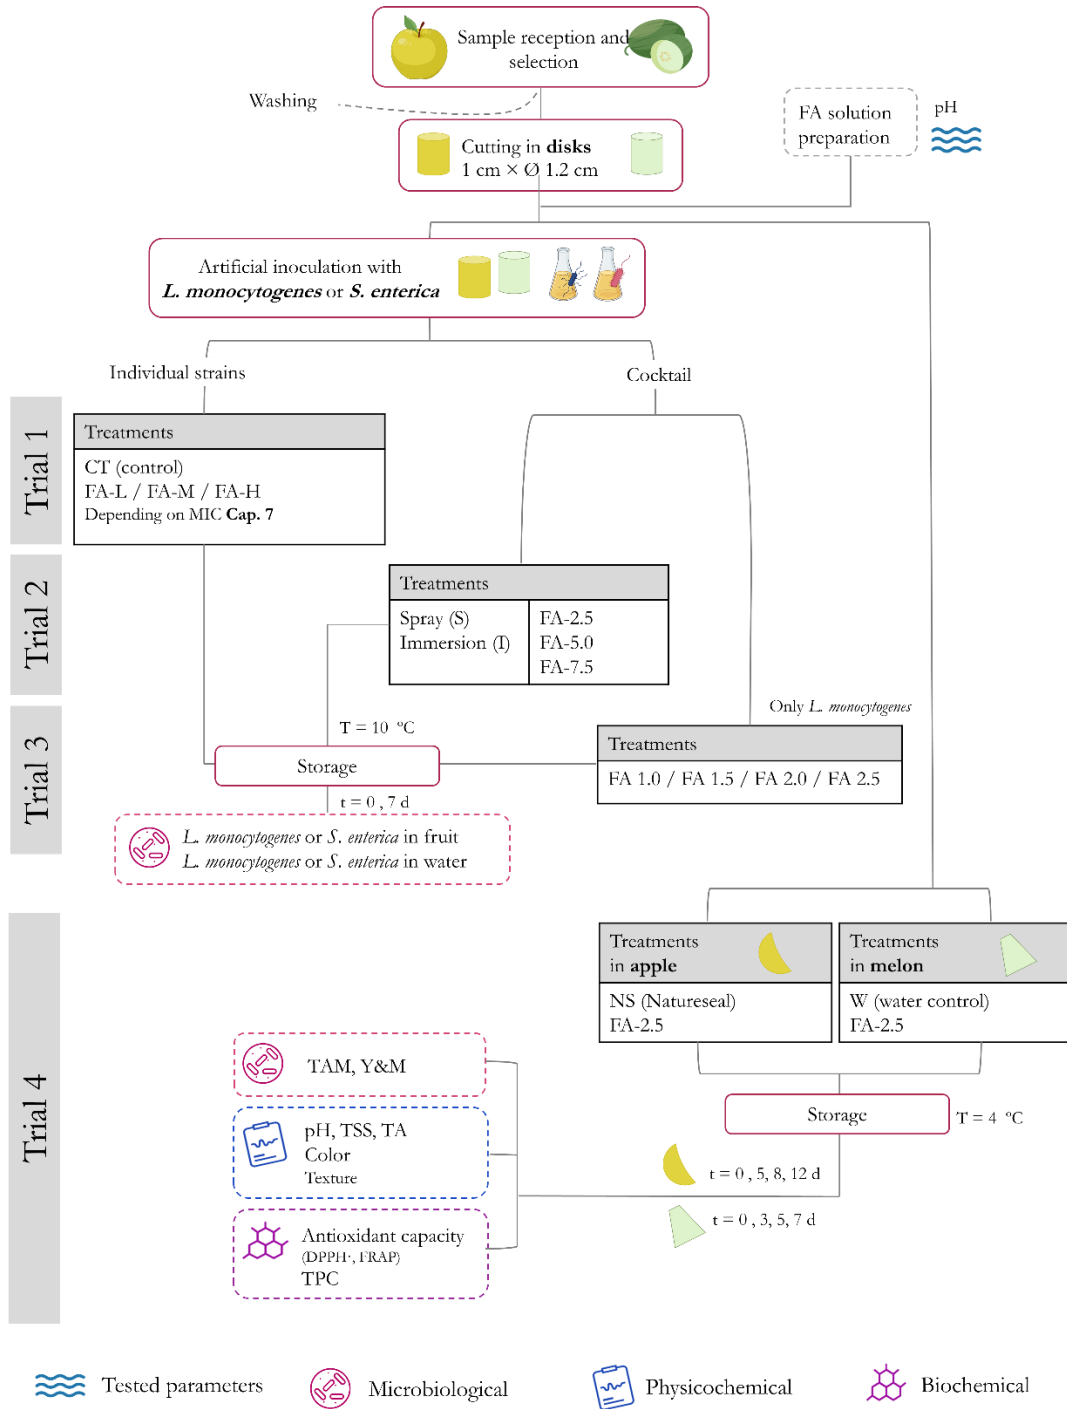 Sample reception and
selection
Washing
FA solution
preparation
pH
Cutting in disks
1 cm × Ø 1.2 cm
Artificial inoculation with
L. monocytogenes or S. enterica
Individual strains
Cocktail
Trial 1
Treatments
CT (control)
FA-L / FA-M / FA-H
Depending on MIC Cap. 7
Trial 2
Treatments
Spray (S)
Immersion (I)
FA-2.5
FA-5.0
FA-7.5
Trial 3
Only L. monocytogenes
T = 10 ºC
Storage
t = 0 , 7 d
Treatments
FA 1.0 / FA 1.5 / FA 2.0 / FA 2.5
L. monocytogenes or S. enterica in fruit
L. monocytogenes or S. enterica in water
Trial 4
Treatments
in apple
NS (Natureseal)
FA-2.5
Treatments
in melon
W (water control)
FA-2.5
Storage
T = 4 ºC
t = 0 , 5, 8, 12 d
t = 0 , 3, 5, 7 d
TAM, Y&M
pH, TSS, TA
Color
Texture
Antioxidant capacity
(DPPH·, FRAP)
TPC
Tested parameters
Microbiological
Physicochemical
Biochemical